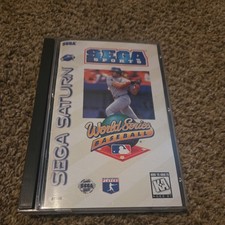 SEGA
SEGA
SPORTS
SEGA SATURN
World Series
BASEBALL
SEGA
K-A